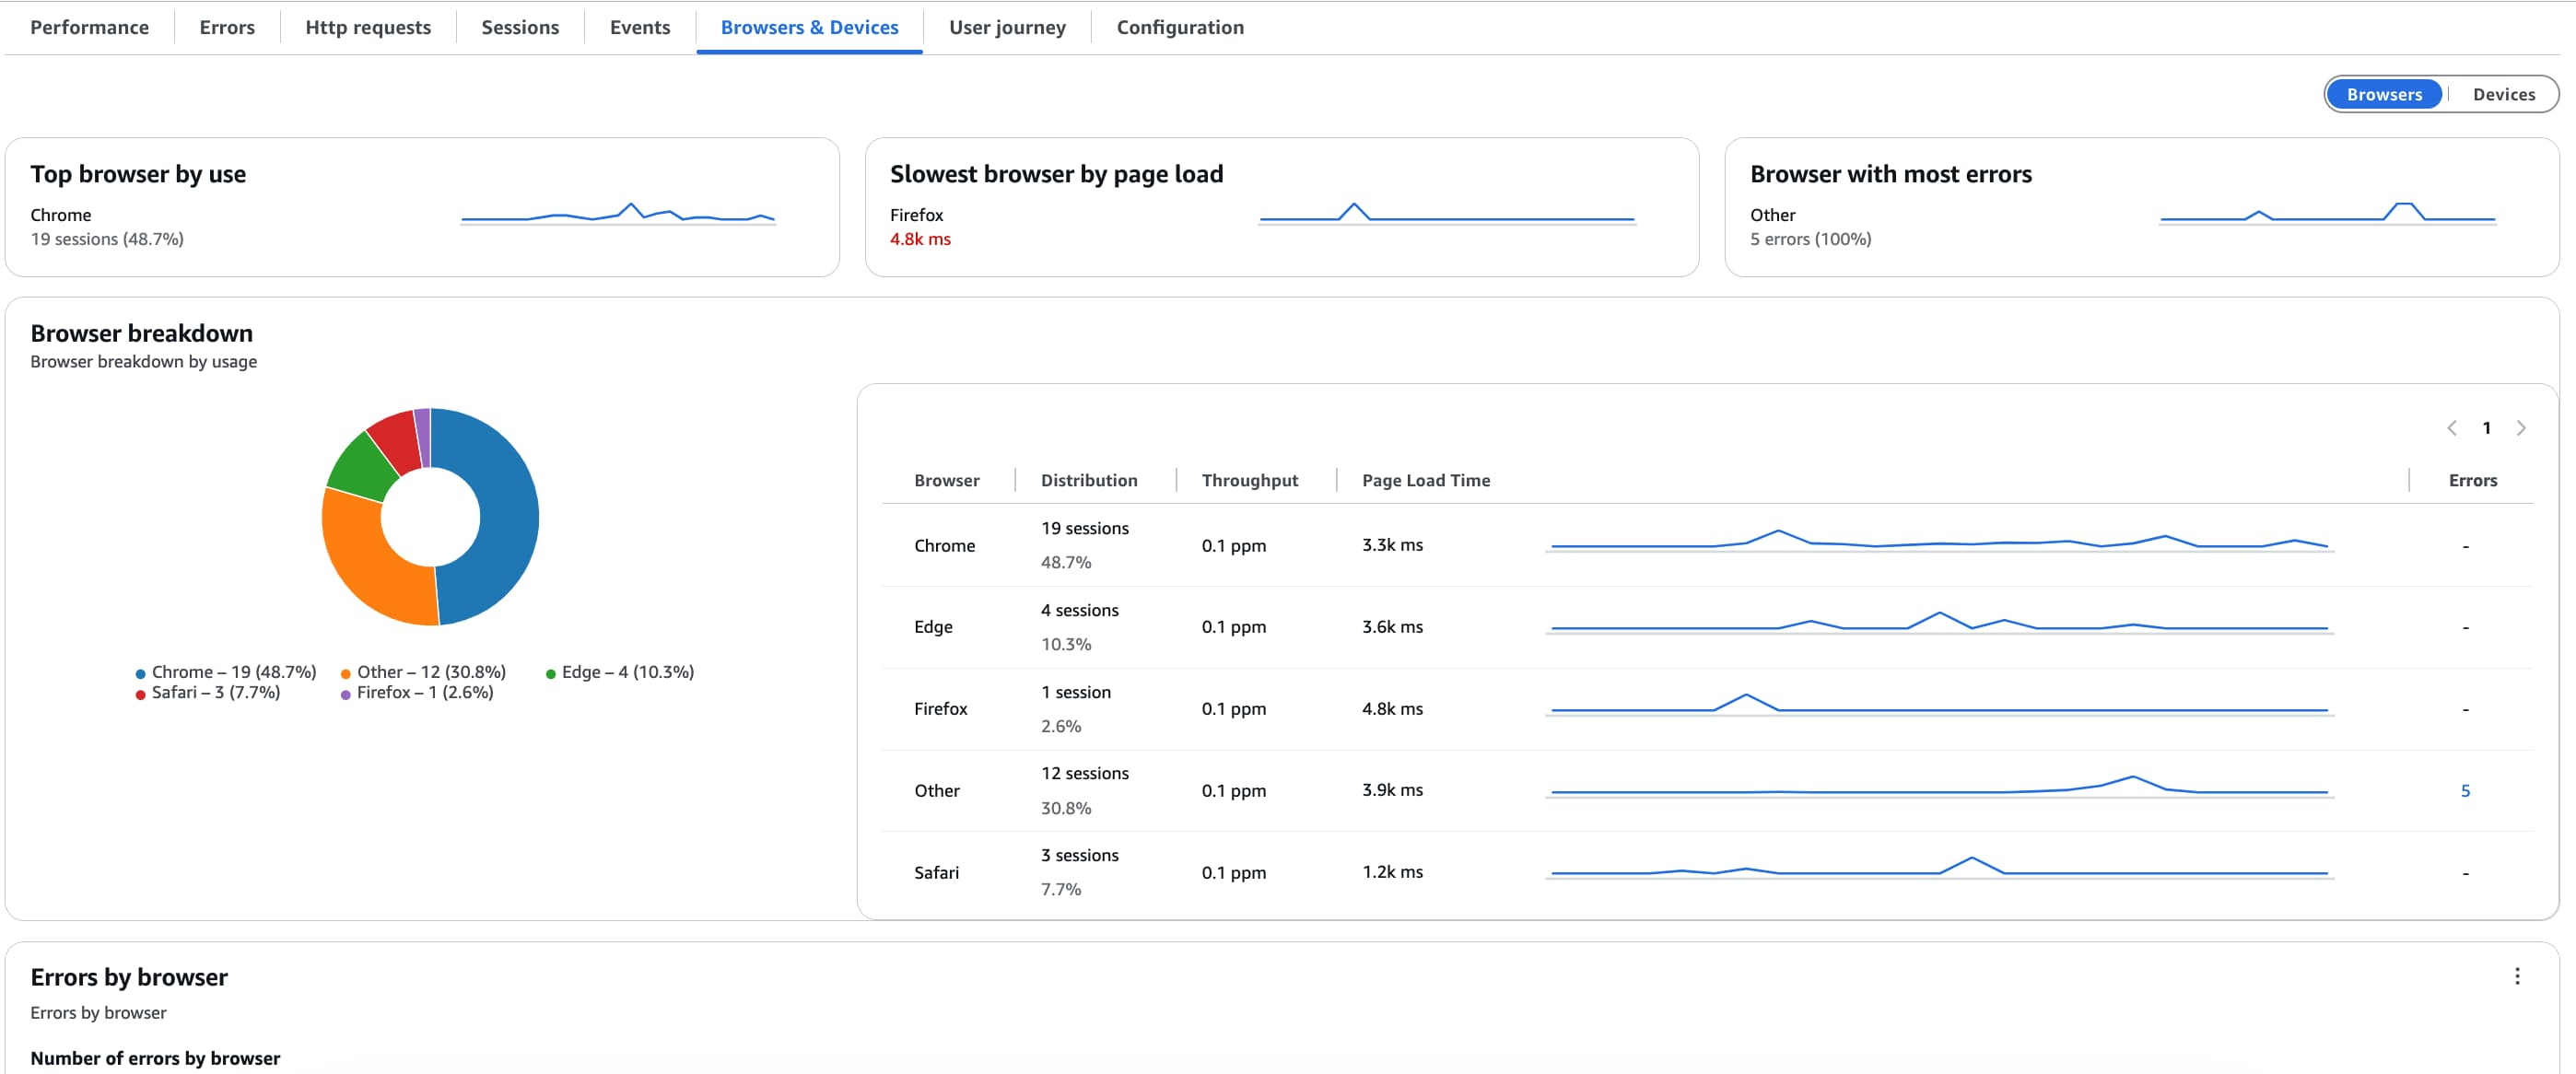 Performance
Errors
Http requests
Sessions
Events
Browsers & Devices
User journey
Configuration
Browsers
Devices
Top browser by use
Chrome
19 sessions (48.7%)
Slowest browser by page load
Firefox
4.8k ms
Browser with most errors
Other
5 errors (100%)
Browser breakdown
Browser breakdown by usage
Chrome – 19 (48.7%)
Other – 12 (30.8%)
Edge – 4 (10.3%)
Safari – 3 (7.7%)
Firefox – 1 (2.6%)
1
Browser
Distribution
Throughput
Page Load Time
Errors
Chrome
19 sessions
48.7%
0.1 ppm
3.3k ms
-
Edge
4 sessions
10.3%
0.1 ppm
3.6k ms
-
Firefox
1 session
2.6%
0.1 ppm
4.8k ms
-
Other
12 sessions
30.8%
0.1 ppm
3.9k ms
5
Safari
3 sessions
7.7%
0.1 ppm
1.2k ms
-
Errors by browser
Errors by browser
Number of errors by browser